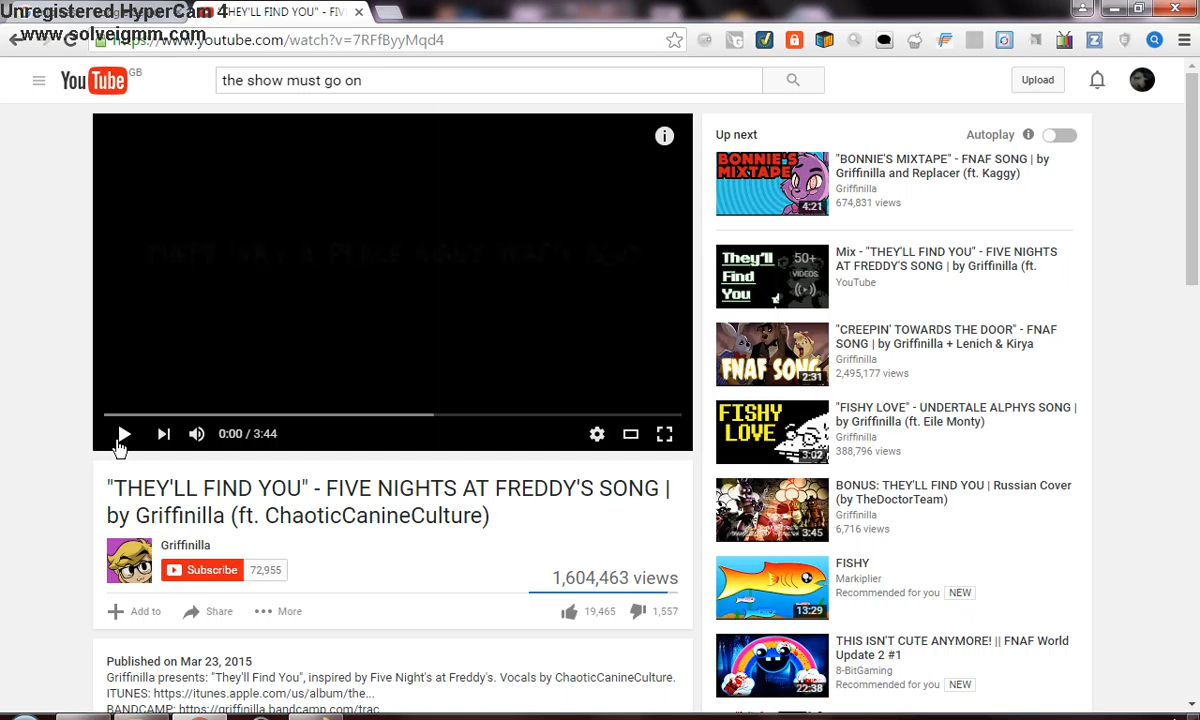 Unregistered HyperCam 4
www.solveigmm.com
"THEY'LL FIND YOU" - FIV
https://www.youtube.com/watch?v=7RFfByyMqd4
YouTube GB
the show must go on
Upload
0:00 / 3:44
"THEY'LL FIND YOU" - FIVE NIGHTS AT FREDDY'S SONG |
by Griffinilla (ft. ChaoticCanineCulture)
Griffinilla
Subscribe 72,955
1,604,463 views
Add to Share More 19,465 1,557
Published on Mar 23, 2015
Griffinilla presents: "They'll Find You", inspired by Five Night's at Freddy's. Vocals by ChaoticCanineCulture.
ITUNES: https://itunes.apple.com/us/album/the...
BANDCAMP: https://griffinilla.bandcamp.com/trac
Up next Autoplay
BONNIE'S
MIXTAPE
4:21
"BONNIE'S MIXTAPE" - FNAF SONG | by
Griffinilla and Replacer (ft. Kaggy)
Griffinilla
674,831 views
They'll
Find
You
50+
VIDEOS
Mix - "THEY'LL FIND YOU" - FIVE NIGHTS
AT FREDDY'S SONG | by Griffinilla (ft.
YouTube
FNAF SONG
2:31
"CREEPIN' TOWARDS THE DOOR" - FNAF
SONG | by Griffinilla + Lenich & Kirya
Griffinilla
2,495,177 views
FISHY
LOVE
3:02
"FISHY LOVE" - UNDERTALE ALPHYS SONG |
by Griffinilla (ft. Eile Monty)
Griffinilla
388,796 views
3:45
BONUS: THEY'LL FIND YOU | Russian Cover
(by TheDoctorTeam)
Griffinilla
6,716 views
13:29
FISHY
Markiplier
Recommended for you NEW
22:38
THIS ISN'T CUTE ANYMORE! || FNAF World
Update 2 #1
8-BitGaming
Recommended for you NEW